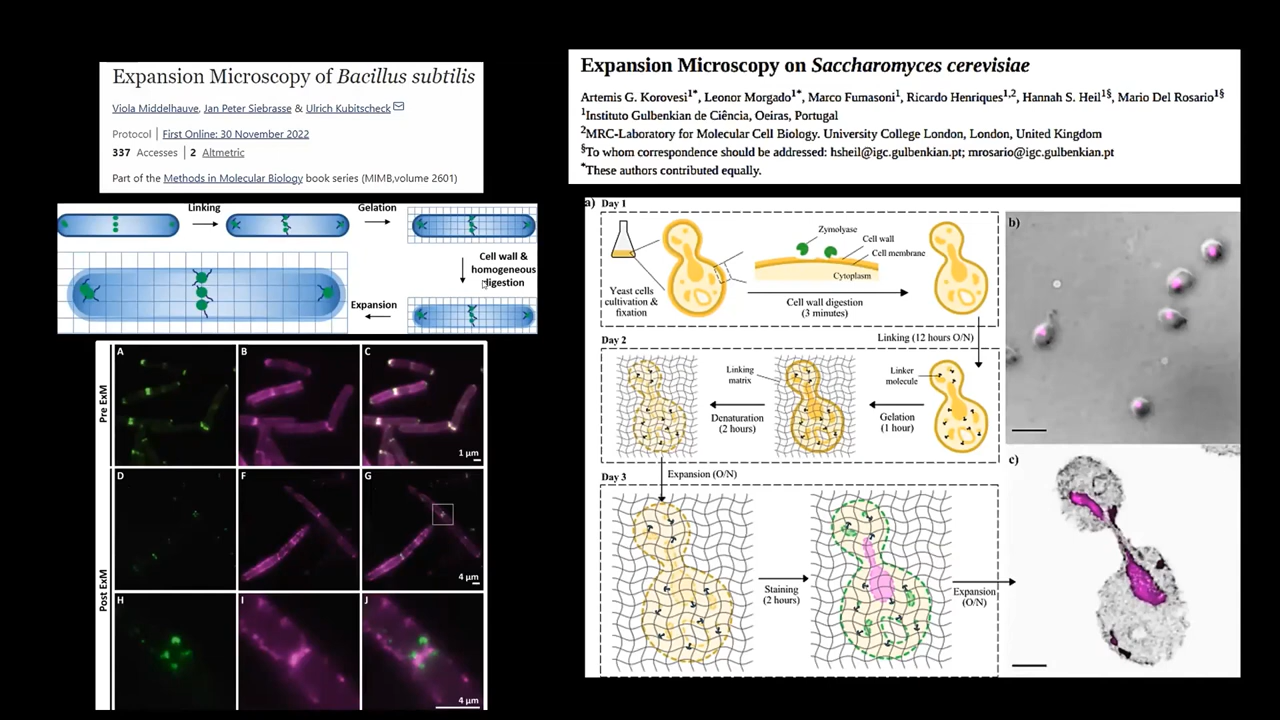 Expansion Microscopy of Bacillus subtilis
Viola Middelhauve, Jan Peter Siebrasse & Ulrich Kubitscheck
Protocol | First Online: 30 November 2022
337 Accesses | 2 Altmetric
Part of the Methods in Molecular Biology book series (MIMB,volume 2601)
Linking
Gelation
Cell wall &
homogeneous
digestion
Expansion
Pre ExM
A
B
C
1 µm
Post ExM
D
F
G
4 µm
H
I
J
4 µm
Expansion Microscopy on Saccharomyces cerevisiae
Artemis G. Korovesi1*, Leonor Morgado1*, Marco Fumasoni1, Ricardo Henriques1,2, Hannah S. Heil1§, Mario Del Rosario1§
1Instituto Gulbenkian de Ciência, Oeiras, Portugal
2MRC-Laboratory for Molecular Cell Biology. University College London, London, United Kingdom
§To whom correspondence should be addressed: hsheil@igc.gulbenkian.pt; mrosario@igc.gulbenkian.pt
*These authors contributed equally.
a) Day 1
Yeast cells
cultivation &
fixation
Zymolyase
Cell wall
Cell membrane
Cytoplasm
Cell wall digestion
(3 minutes)
Linking (12 hours O/N)
Day 2
Linker
molecule
Gelation
(1 hour)
Linking
matrix
Denaturation
(2 hours)
Expansion (O/N)
Day 3
Staining
(2 hours)
Expansion
(O/N)
b)
c)